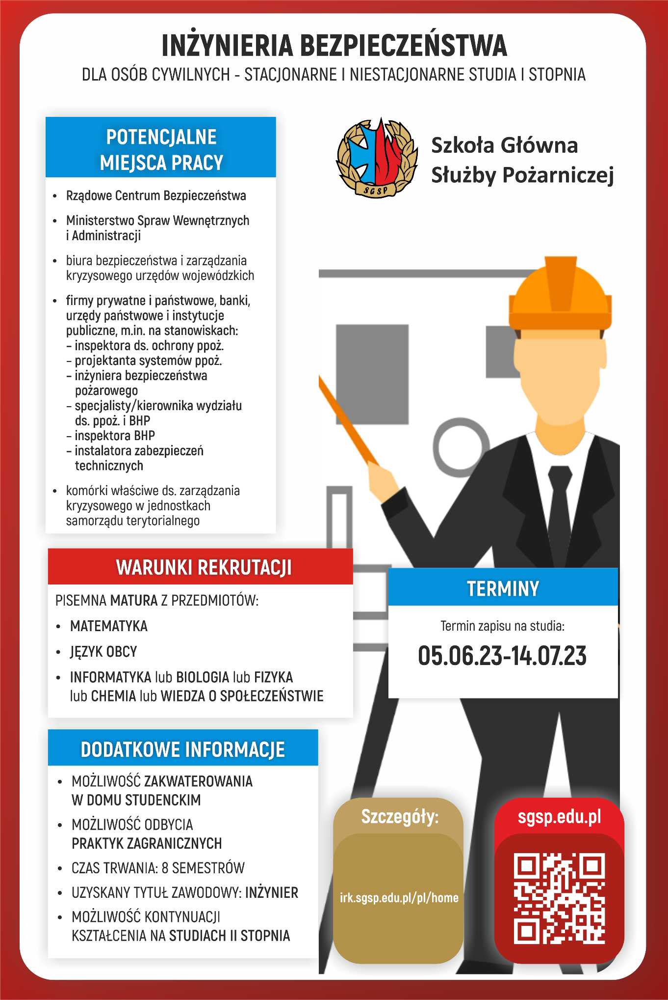 INŻYNIERIA BEZPIECZEŃSTWA
DLA OSÓB CYWILNYCH - STACJONARNE I NIESTACJONARNE STUDIA I STOPNIA
POTENCJALNE
MIEJSCA PRACY
• Rządowe Centrum Bezpieczeństwa
• Ministerstwo Spraw Wewnętrznych
i Administracji
• biura bezpieczeństwa i zarządzania
kryzysowego urzędów wojewódzkich
• firmy prywatne i państwowe, banki,
urzędy państwowe i instytucje
publiczne, m.in. na stanowiskach:
– inspektora ds. ochrony ppoż.
– projektanta systemów ppoż.
– inżyniera bezpieczeństwa
pożarowego
– specjalisty/kierownika wydziału
ds. ppoż. i BHP
– inspektora BHP
– instalatora zabezpieczeń
technicznych
• komórki właściwe ds. zarządzania
kryzysowego w jednostkach
samorządu terytorialnego
SGSP
Szkoła Główna
Służby Pożarniczej
WARUNKI REKRUTACJI
PISEMNA MATURA Z PRZEDMIOTÓW:
• MATEMATYKA
• JĘZYK OBCY
• INFORMATYKA lub BIOLOGIA lub FIZYKA
lub CHEMIA lub WIEDZA O SPOŁECZEŃSTWIE
TERMINY
Termin zapisu na studia:
05.06.23-14.07.23
DODATKOWE INFORMACJE
• MOŻLIWOŚĆ ZAKWATEROWANIA
W DOMU STUDENCKIM
• MOŻLIWOŚĆ ODBYCIA
PRAKTYK ZAGRANICZNYCH
• CZAS TRWANIA: 8 SEMESTRÓW
• UZYSKANY TYTUŁ ZAWODOWY: INŻYNIER
• MOŻLIWOŚĆ KONTYNUACJI
KSZTAŁCENIA NA STUDIACH II STOPNIA
Szczegóły:
irk.sgsp.edu.pl/pl/home
sgsp.edu.pl